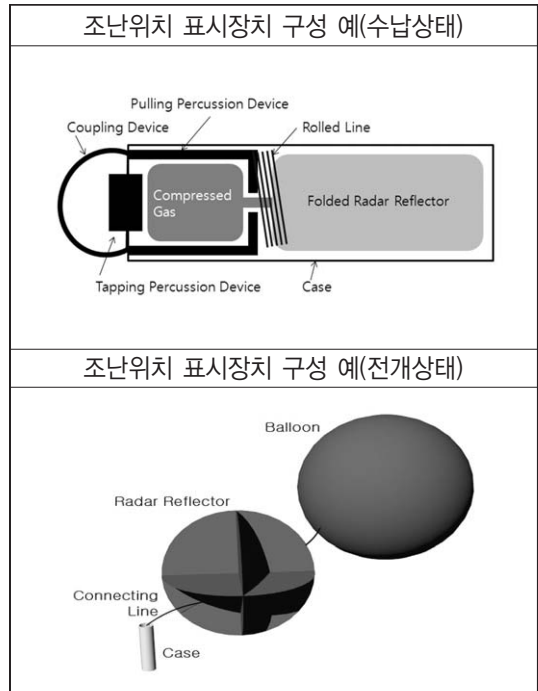 조난위치 표시장치 구성 예(수납상태)
Pulling Percussion Device
Coupling Device
Rolled Line
Compressed
Gas
Folded Radar Reflector
Tapping Percussion Device
Case
조난위치 표시장치 구성 예(전개상태)
Balloon
Radar Reflector
Connecting
Line
Case